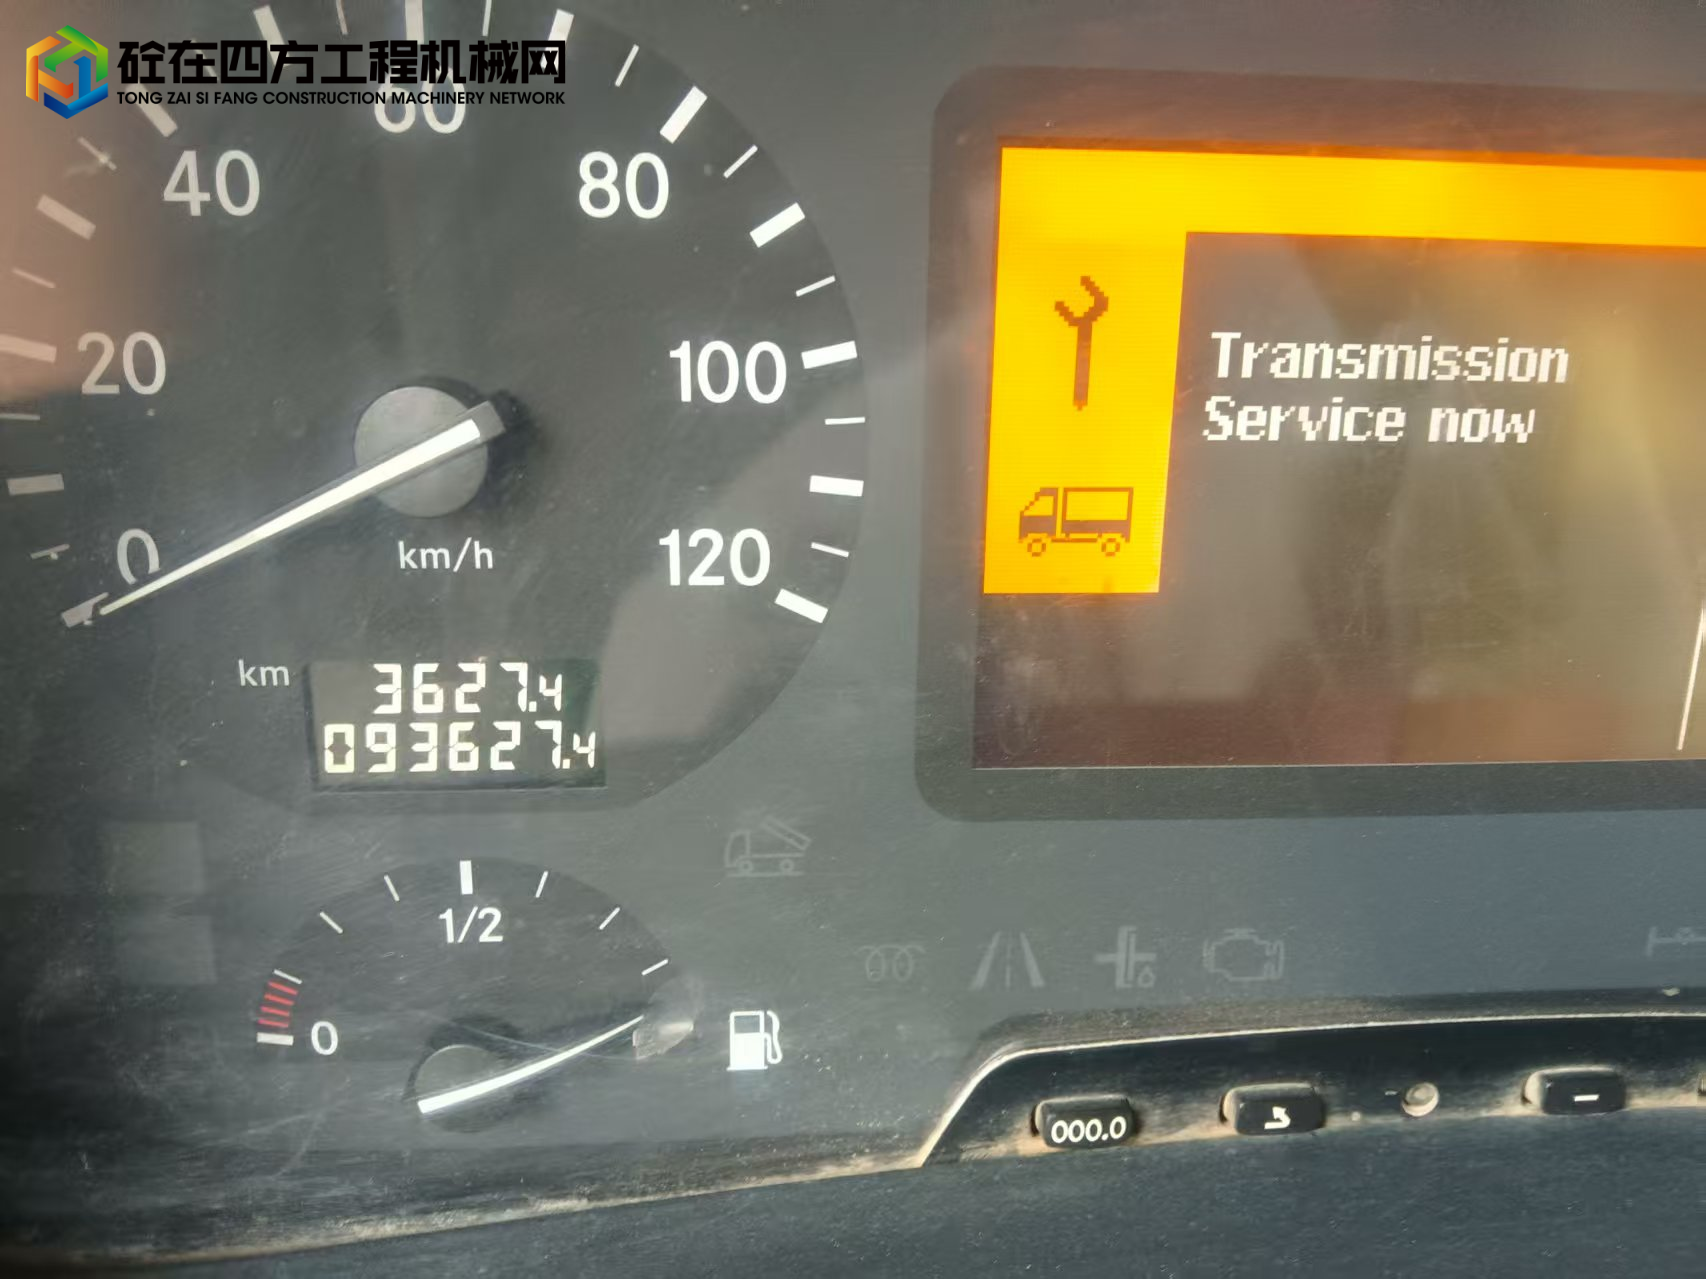 砼在四方工程机械网
TONG ZAI SI FANG CONSTRUCTION MACHINERY NETWORK
0
20
40
60
80
100
120
km/h
km
3627.4
093627.4
Transmission
Service now
0
1/2
000.0
-